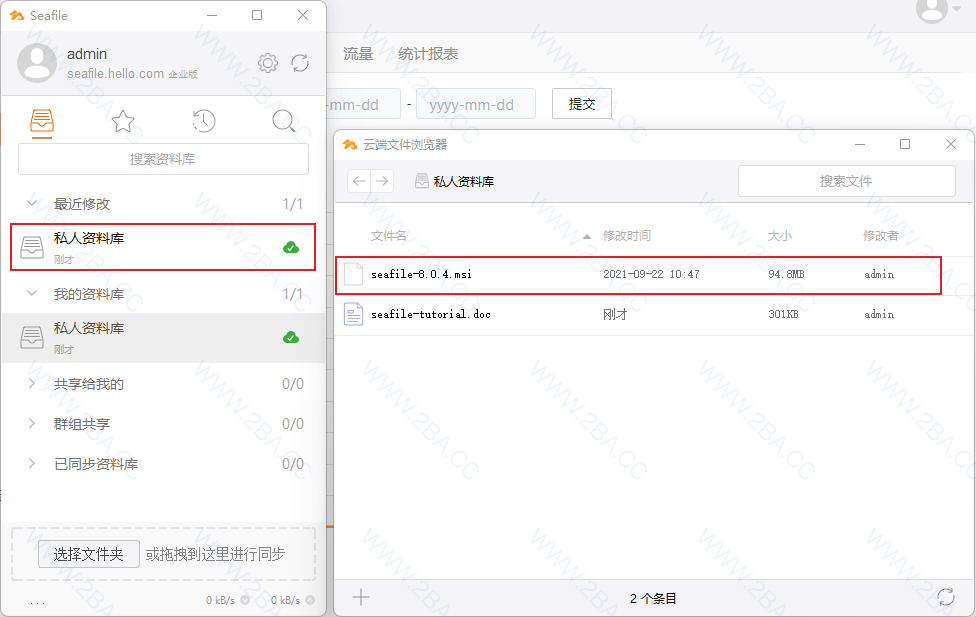 Seafile
admin
seafile.hello.com 企业版
搜索资料库
最近修改 1/1
私人资料库
刚才
我的资料库 1/1
私人资料库
刚才
共享给我的 0/0
群组共享 0/0
已同步资料库 0/0
选择文件夹 或拖拽到这里进行同步
... 0 kB/s 0 kB/s
流量 统计报表
-mm-dd - yyyy-mm-dd 提交
云端文件浏览器
私人资料库 搜索文件
文件名 修改时间 大小 修改者
seafile-8.0.4.msi 2021-09-22 10:47 94.8MB admin
seafile-tutorial.doc 刚才 301KB admin
2 个条目
WWW.2BA.CC